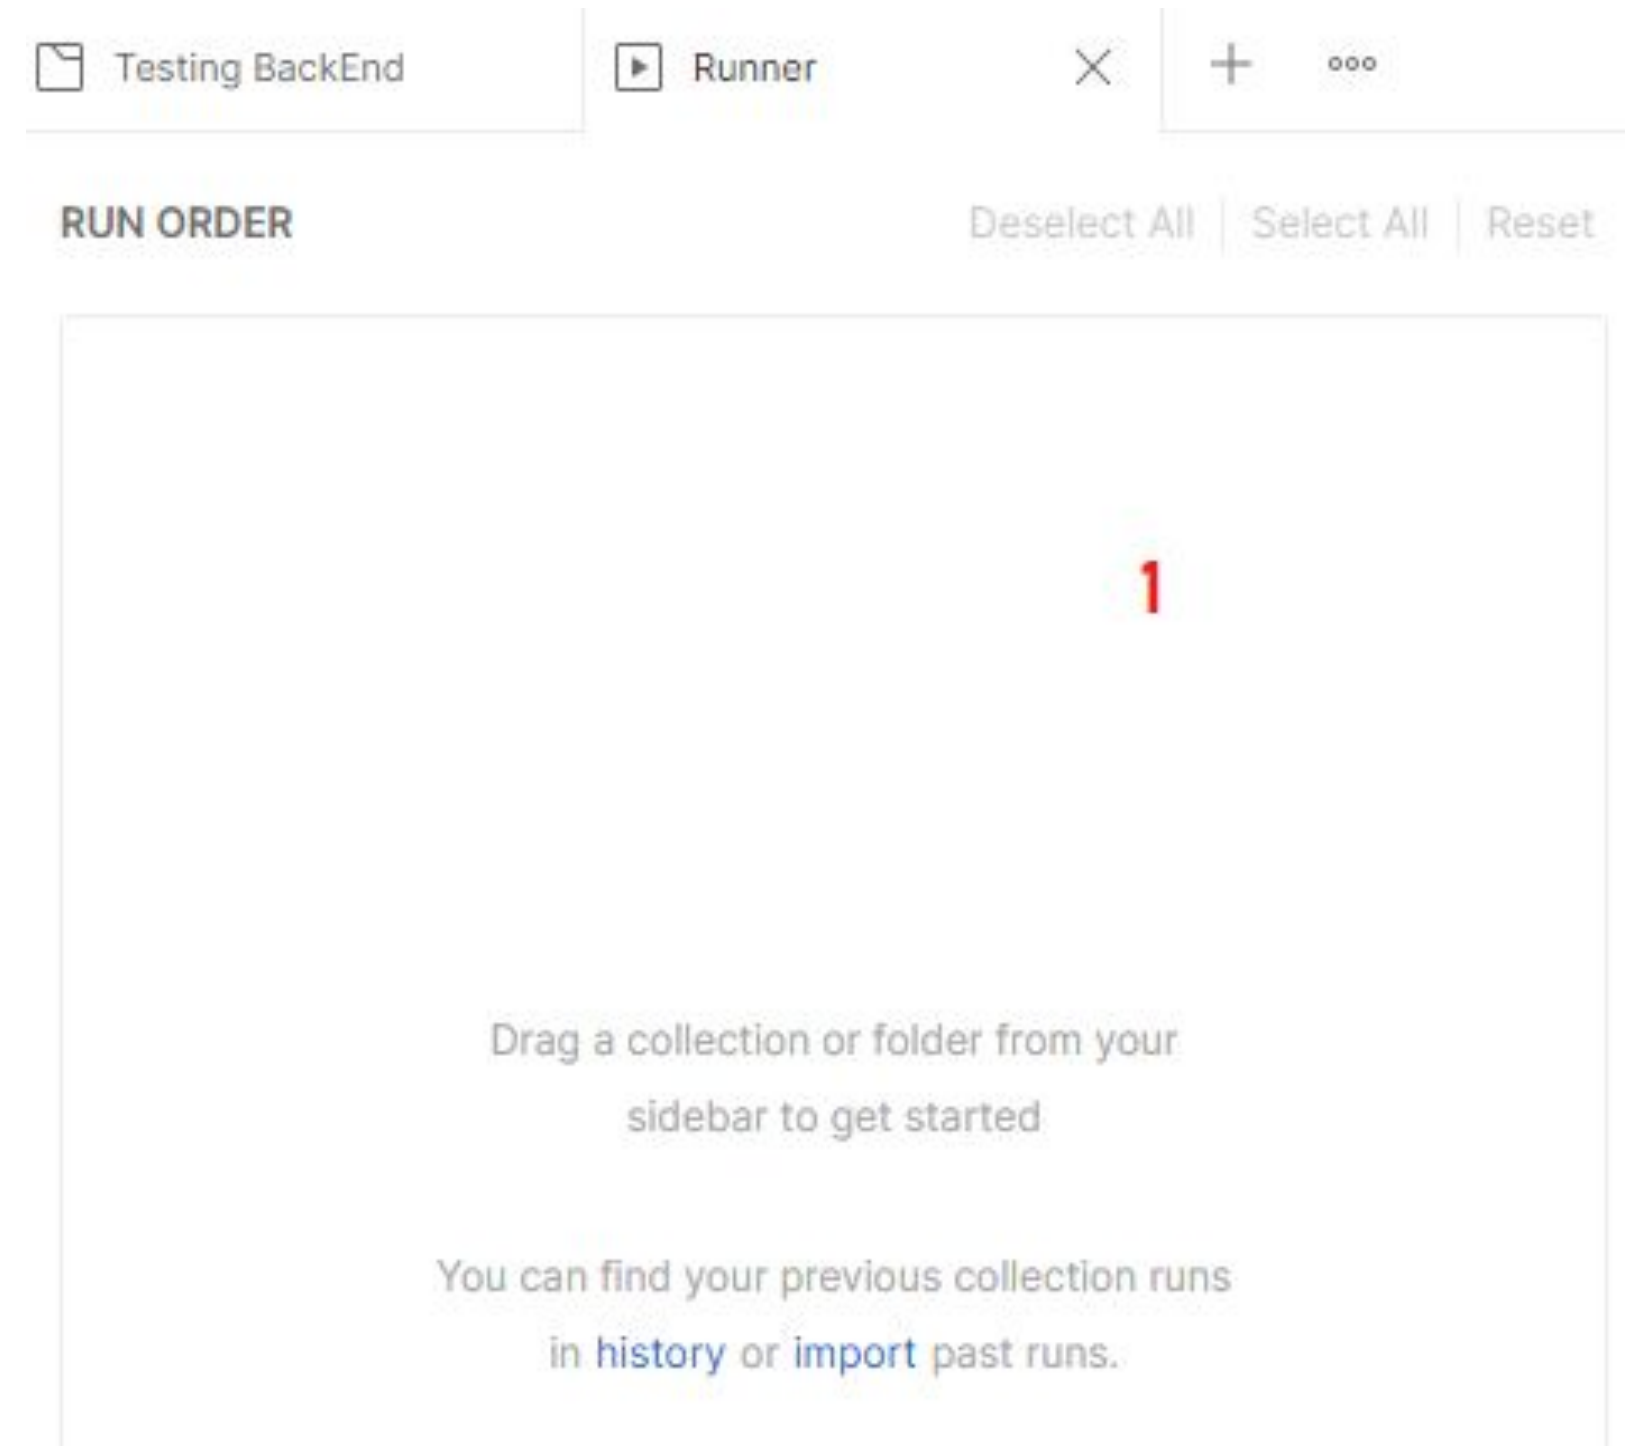 Testing BackEnd Runner
RUN ORDER Deselect All Select All Reset
1
Drag a collection or folder from your
sidebar to get started
You can find your previous collection runs
in history or import past runs.